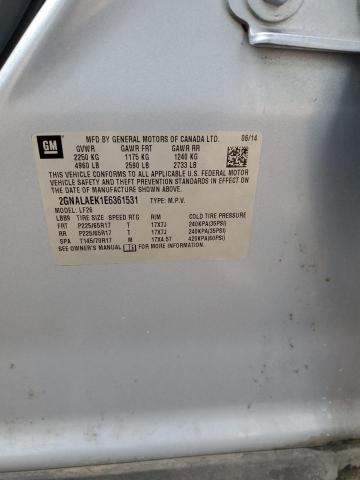 GM
MFD BY GENERAL MOTORS OF CANADA LTD. 06/14
GVWR GAWR FRT GAWR RR
2250 KG 1175 KG 1240 KG
4960 LB 2590 LB 2733 LB
THIS VEHICLE CONFORMS TO ALL APPLICABLE
U.S. FEDERAL MOTOR VEHICLE SAFETY, BUMPER,
AND THEFT PREVENTION STANDARDS IN EFFECT ON
THE DATE OF MANUFACTURE SHOWN ABOVE.
2GNALAEK1E6361531 TYPE: M.P.V.
MODEL: LF26
LBB9 TIRE SIZE SPEED RTG RIM COLD TIRE PRESSURE
FRT P225/65R17 T 17X7J 240KPA(35PSI)
RR P225/65R17 T 17X7J 240KPA(35PSI)
SPA T145/70R17 M 17X4.5T 420KPA(60PSI)
SEE OWNER'S MANUAL FOR MORE INFORMATION.